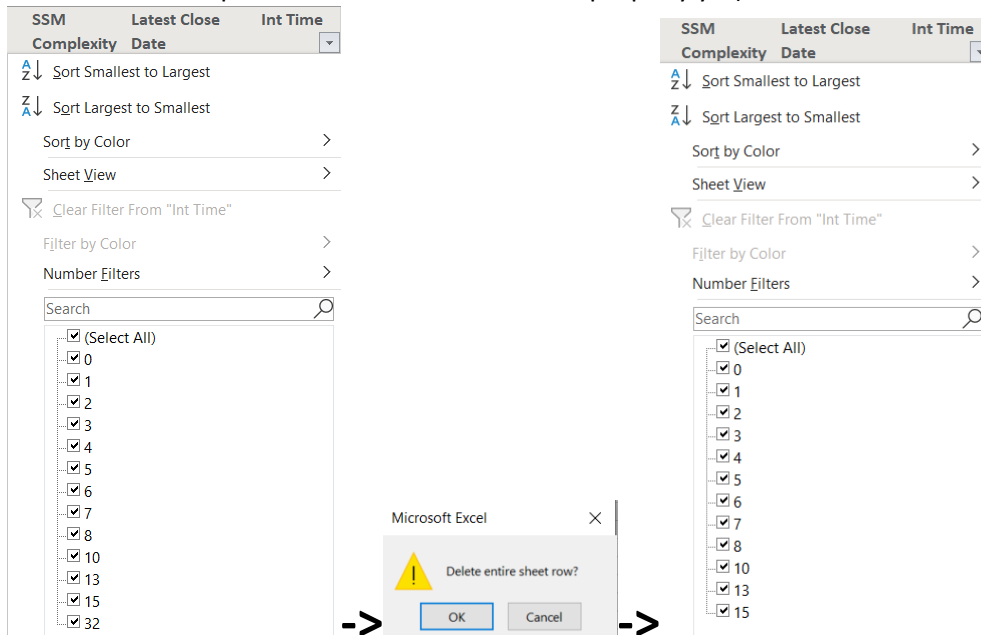 SSM Latest Close Int Time
Complexity Date
Sort Smallest to Largest
Sort Largest to Smallest
Sort by Color
Sheet View
Clear Filter From "Int Time"
Filter by Color
Number Filters
Search
(Select All)
0
1
2
3
4
5
6
7
8
10
13
15
32
->
Microsoft Excel
Delete entire sheet row?
OK Cancel
->
SSM Latest Close Int Time
Complexity Date
Sort Smallest to Largest
Sort Largest to Smallest
Sort by Color
Sheet View
Clear Filter From "Int Time"
Filter by Color
Number Filters
Search
(Select All)
0
1
2
3
4
5
6
7
8
10
13
15